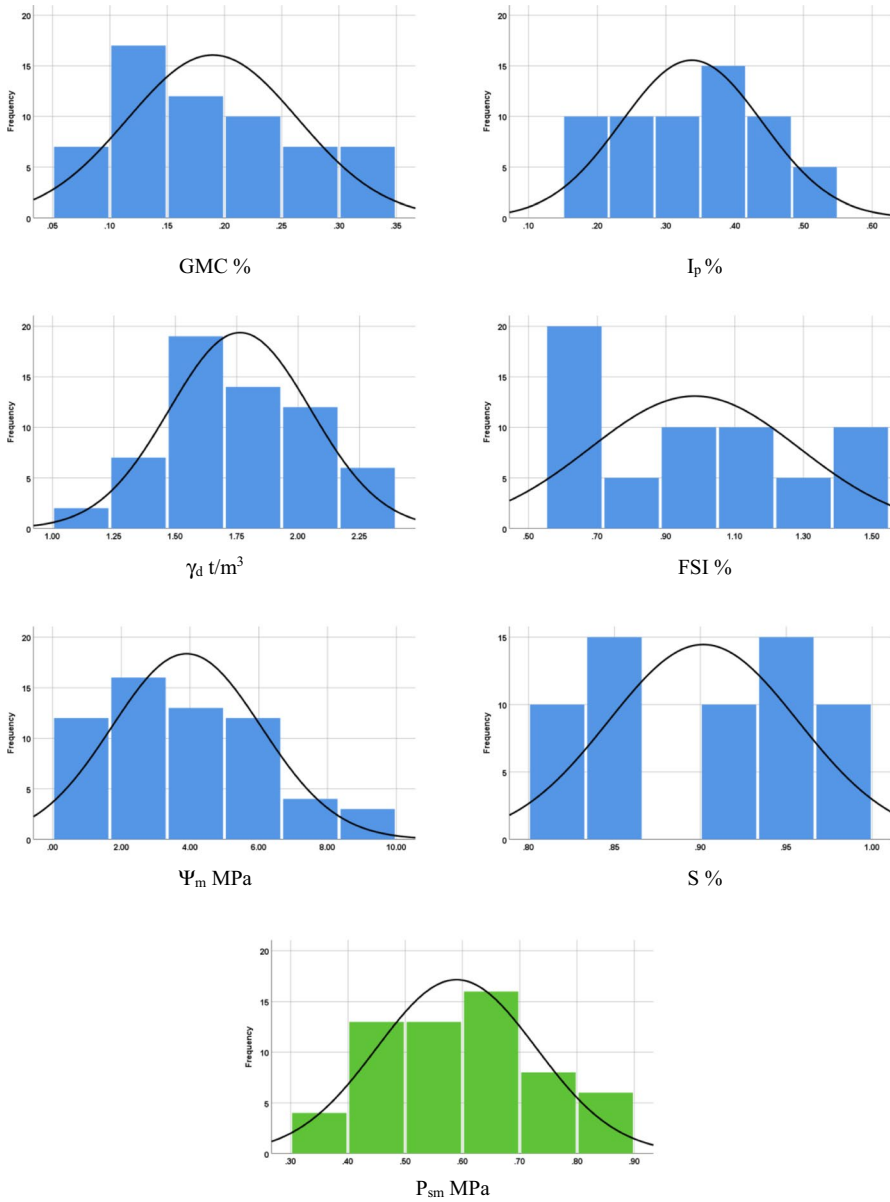 20
15
10
5
0
Frequency
.05 .10 .15 .20 .25 .30 .35
GMC %
20
15
10
5
0
Frequency
.10 .20 .30 .40 .50 .60
Ip %
20
15
10
5
0
Frequency
1.00 1.25 1.50 1.75 2.00 2.25
γd t/m³
20
15
10
5
0
Frequency
.50 .70 .90 1.10 1.30 1.50
FSI %
20
15
10
5
0
Frequency
.00 2.00 4.00 6.00 8.00 10.00
Ψm MPa
15
10
5
0
Frequency
.80 .85 .90 .95 1.00
S %
20
15
10
5
0
Frequency
.30 .40 .50 .60 .70 .80 .90
Psm MPa